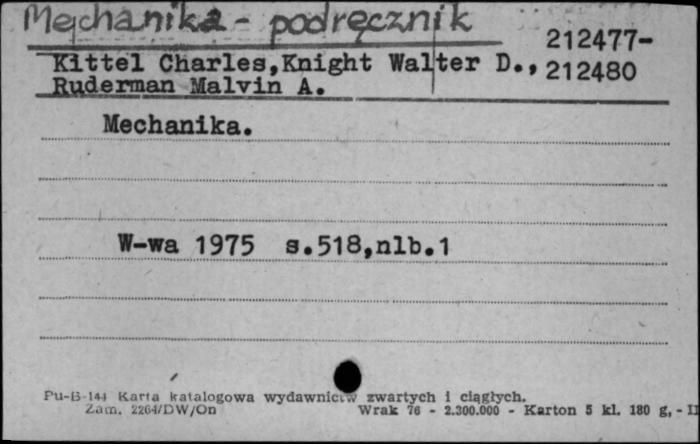 Mechanika - podręcznik
212477-
Kittel Charles,Knight Walter D., 212480
Ruderman Malvin A.
Mechanika.
W-wa 1975 s.518,nlb.1
Pu-B-144 Karta katalogowa wydawnictw zwartych i ciągłych.
Zam. 2264/DW/On Wrak 76 - 2.300.000 - Karton 5 kl. 180 g, - II